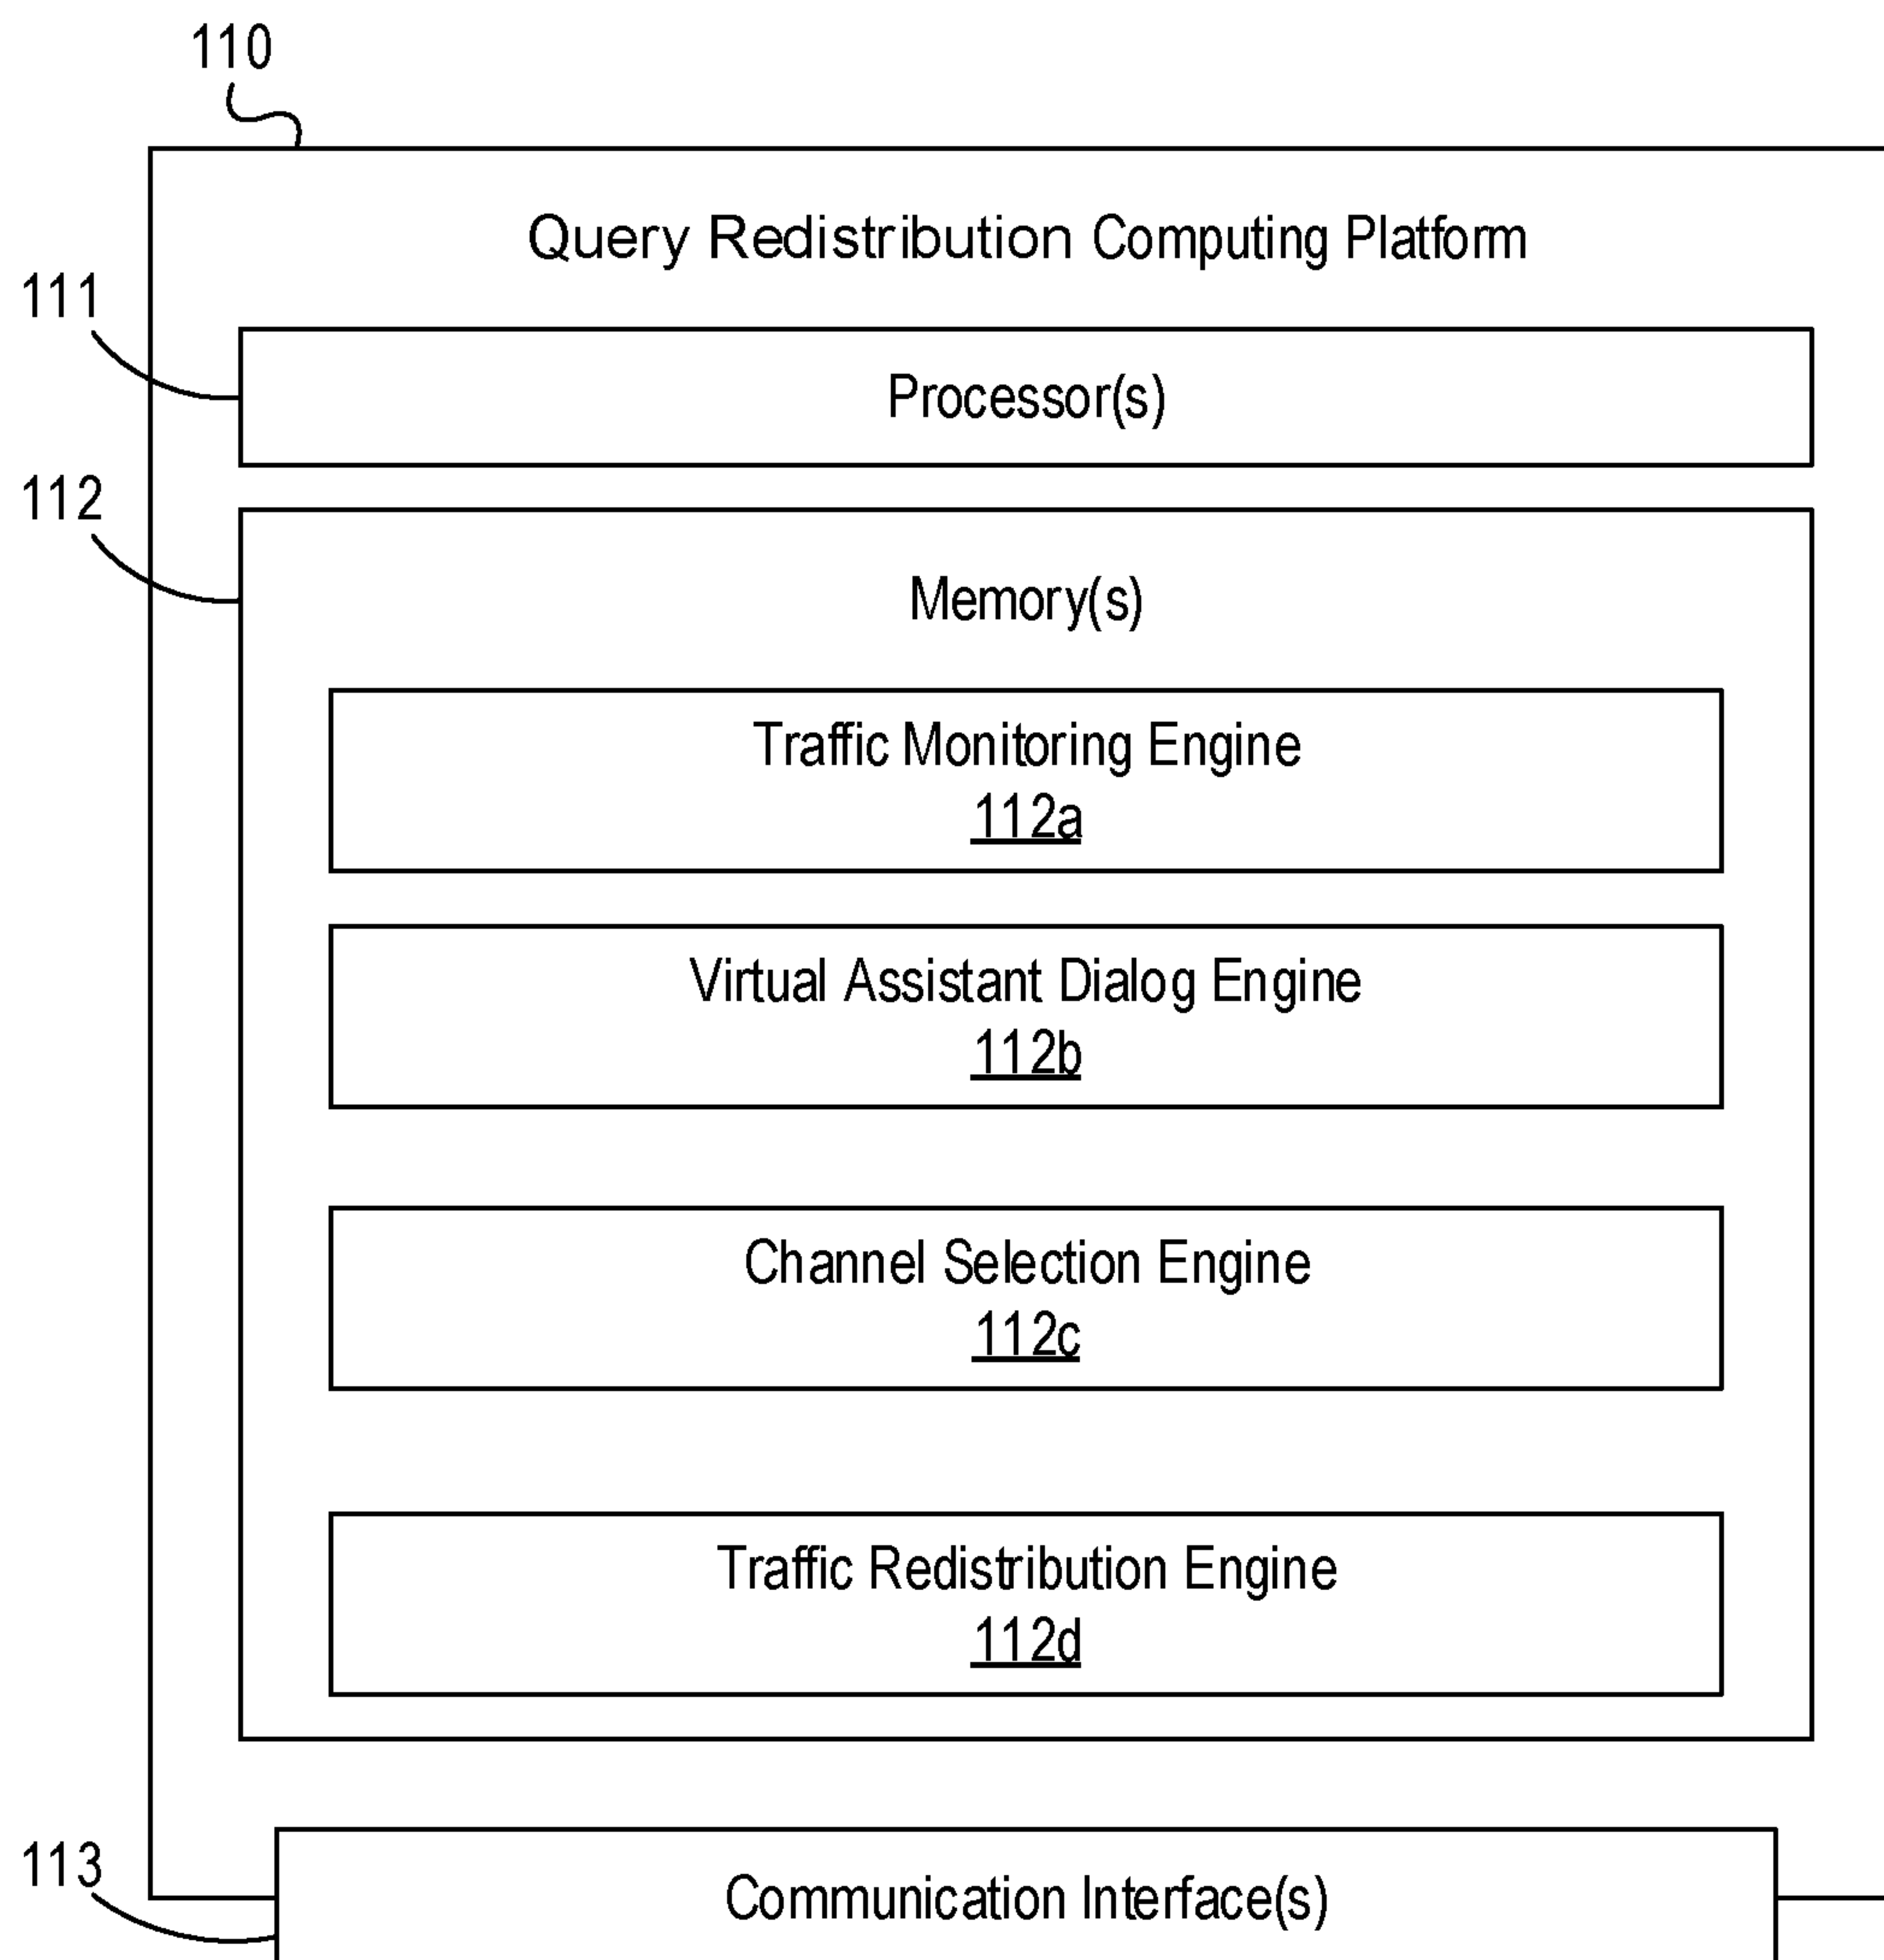 110
Query Redistribution Computing Platform
111
Processor(s)
112
Memory(s)
Traffic Monitoring Engine
112a
Virtual Assistant Dialog Engine
112b
Channel Selection Engine
112c
Traffic Redistribution Engine
112d
113
Communication Interface(s)